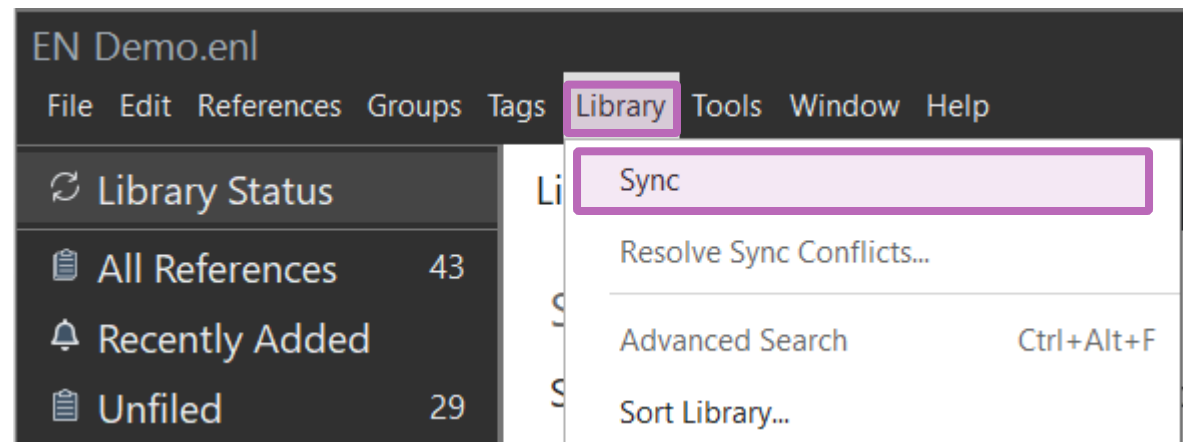 EN Demo.enl
File Edit References Groups Tags Library Tools Window Help
Library Status
All References 43
Recently Added
Unfiled 29
Sync
Resolve Sync Conflicts...
Advanced Search Ctrl+Alt+F
Sort Library...